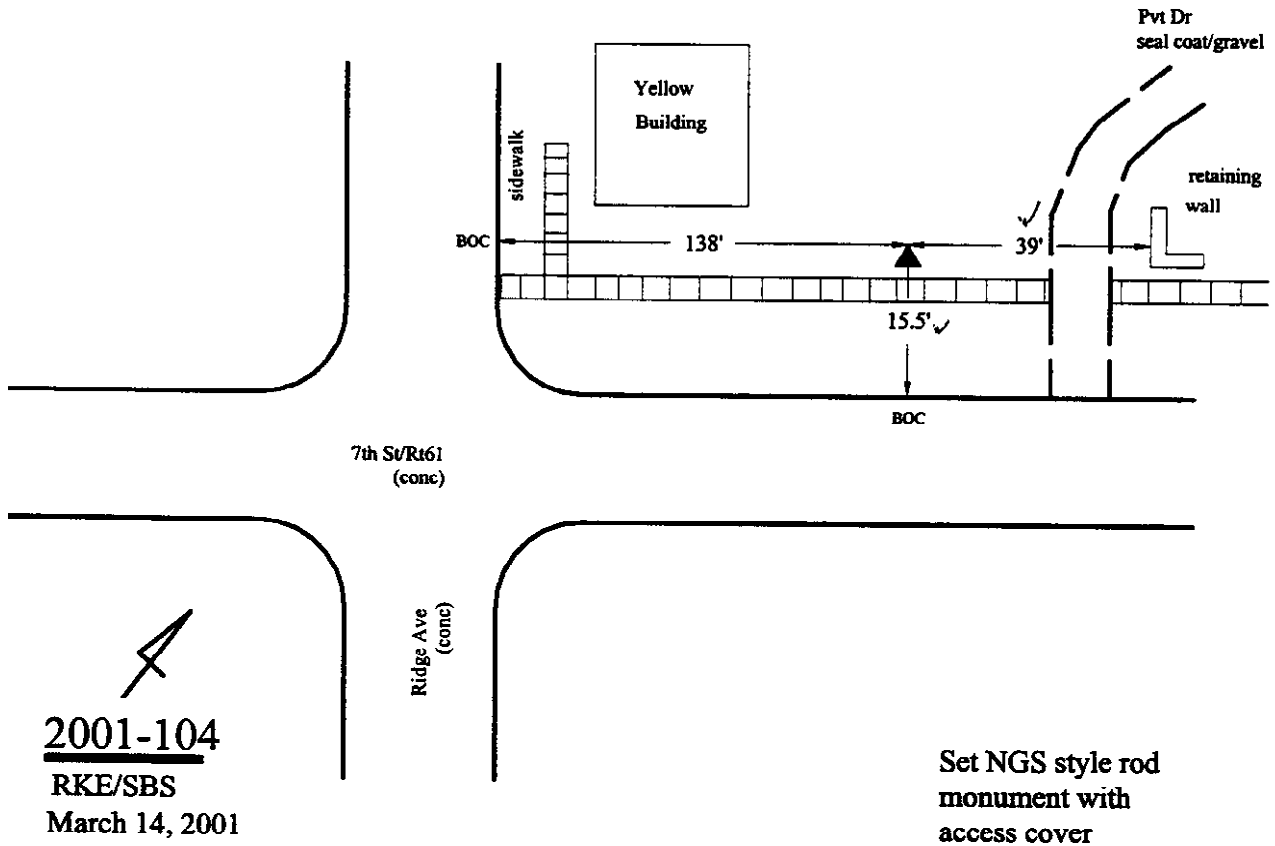 Pvt Dr
seal coat/gravel
Yellow
Building
sidewalk
retaining
wall
BOC
138'
39'
15.5'
BOC
7th St/Rt61
(conc)
Ridge Ave
(conc)
2001-104
RKE/SBS
March 14, 2001
Set NGS style rod
monument with
access cover